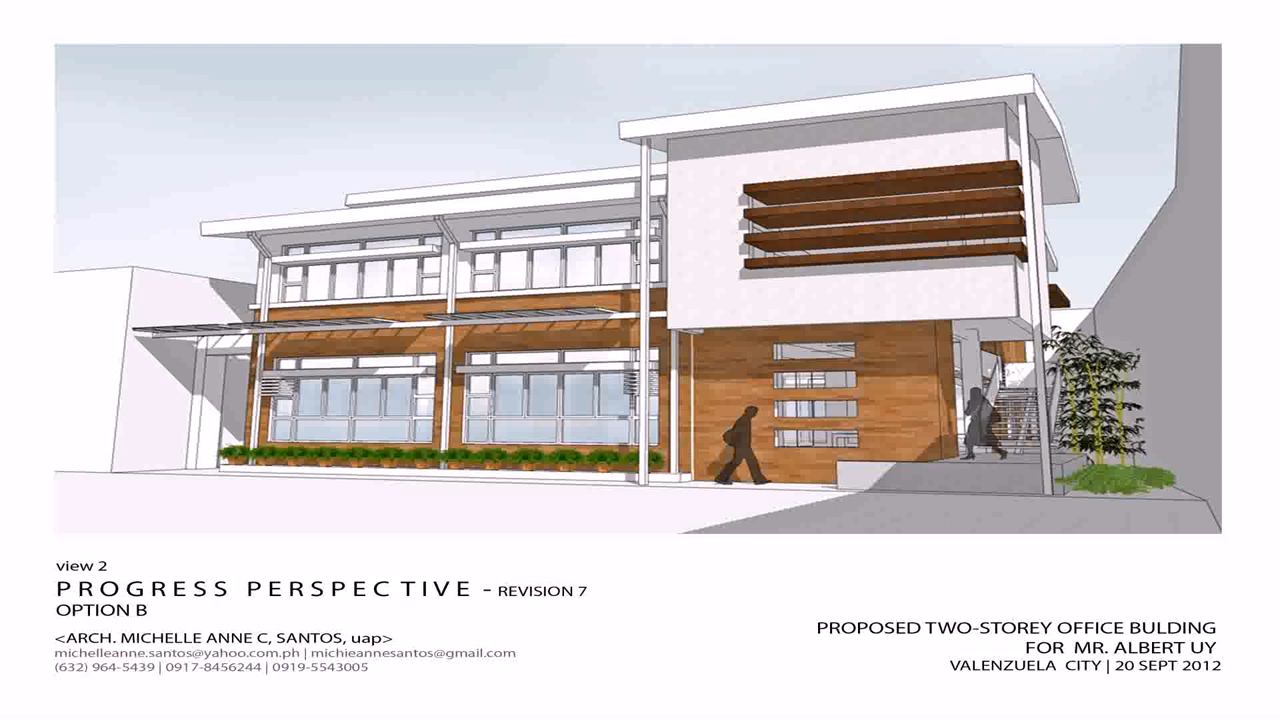 view 2
PROGRESS PERSPECTIVE - REVISION 7
OPTION B
<ARCH. MICHELLE ANNE C, SANTOS, uap>
michelleanne.santos@yahoo.com.ph | michieannesantos@gmail.com
(632) 964-5439 | 0917-8456244 | 0919-5543005
PROPOSED TWO-STOREY OFFICE BULDING
FOR MR. ALBERT UY
VALENZUELA CITY | 20 SEPT 2012